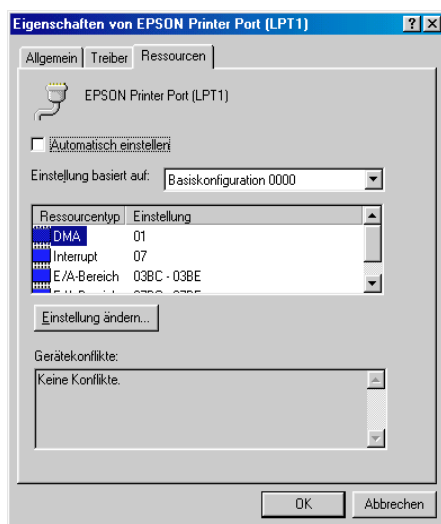 Eigenschaften von EPSON Printer Port (LPT1)
Allgemein Treiber Ressourcen
EPSON Printer Port (LPT1)
Automatisch einstellen
Einstellung basiert auf: Basiskonfiguration 0000
Ressourcentyp Einstellung
DMA 01
Interrupt 07
E/A-Bereich 03BC - 03BE
Einstellung ändern...
Gerätekonflikte:
Keine Konflikte.
OK Abbrechen